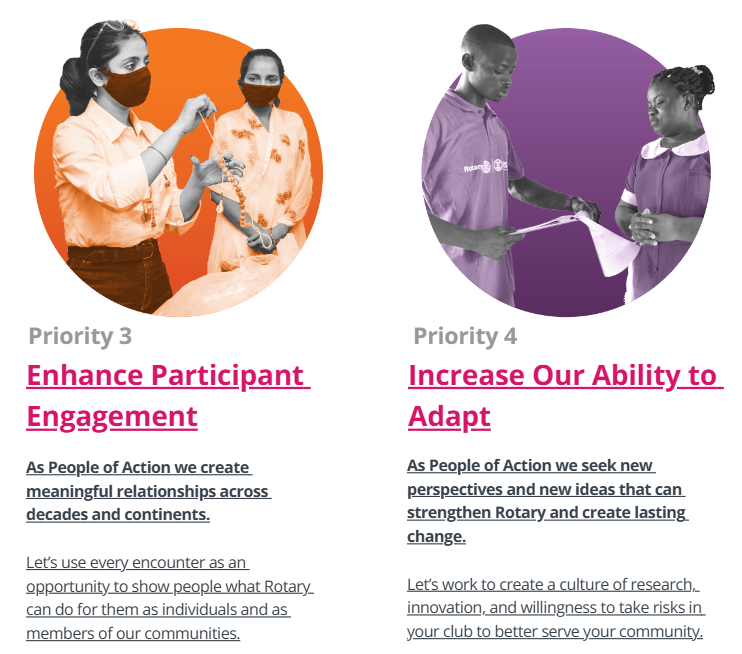 Rotary
Priority 3
Enhance Participant
Engagement
As People of Action we create
meaningful relationships across
decades and continents.
Let’s use every encounter as an
opportunity to show people what Rotary
can do for them as individuals and as
members of our communities.
Priority 4
Increase Our Ability to
Adapt
As People of Action we seek new
perspectives and new ideas that can
strengthen Rotary and create lasting
change.
Let’s work to create a culture of research,
innovation, and willingness to take risks in
your club to better serve your community.